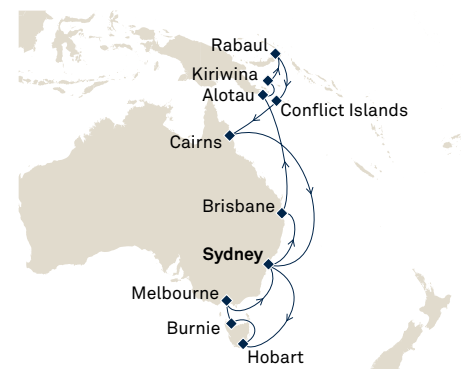 Rabaul
Kiriwina
Alotau
Conflict Islands
Cairns
Brisbane
Sydney
Melbourne
Burnie
Hobart